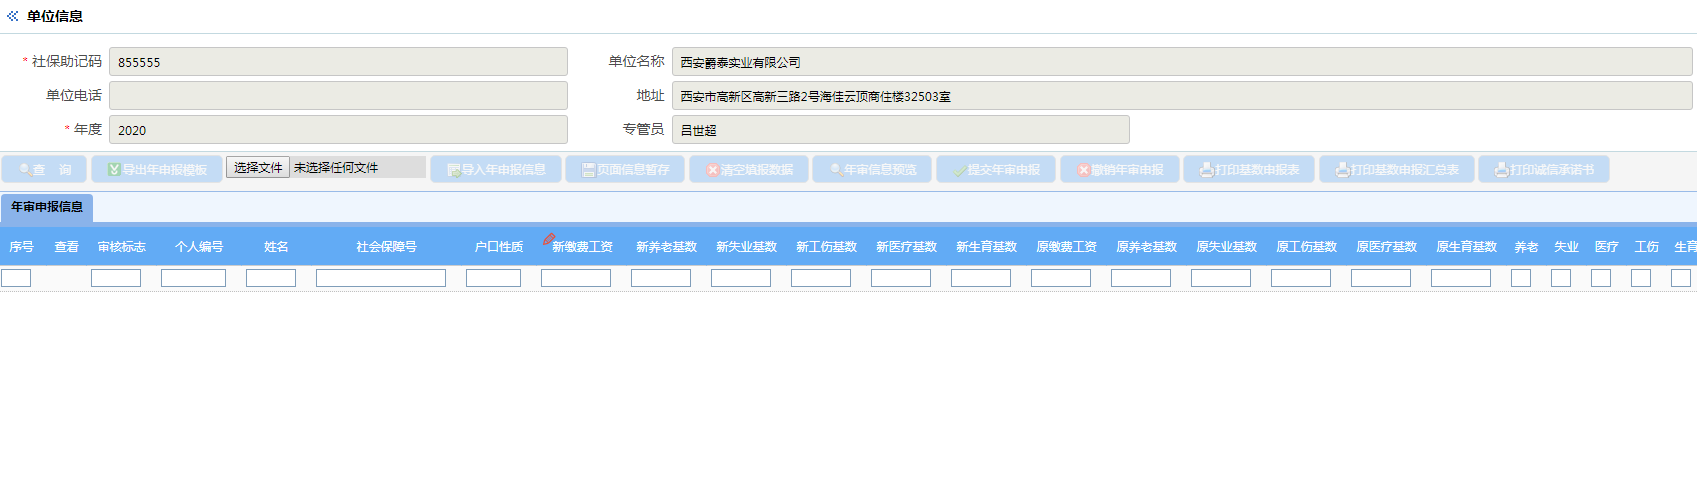 单位信息
* 社保助记码 855555 单位名称 西安爵泰实业有限公司
单位电话 地址 西安市高新区高新三路2号海佳云顶商住楼32503室
* 年度 2020 专管员 吕世超
查 询 导出年申报模板 选择文件 未选择任何文件 导入年申报信息 页面信息暂存 清空填报数据 年审信息预览 提交年审申报 撤销年审申报 打印基数申报表 打印基数申报汇总表 打印诚信承诺书
年审申报信息
序号 查看 审核标志 个人编号 姓名 社会保障号 户口性质 新缴费工资 新养老基数 新失业基数 新工伤基数 新医疗基数 新生育基数 原缴费工资 原养老基数 原失业基数 原工伤基数 原医疗基数 原生育基数 养老 失业 医疗 工伤 生育